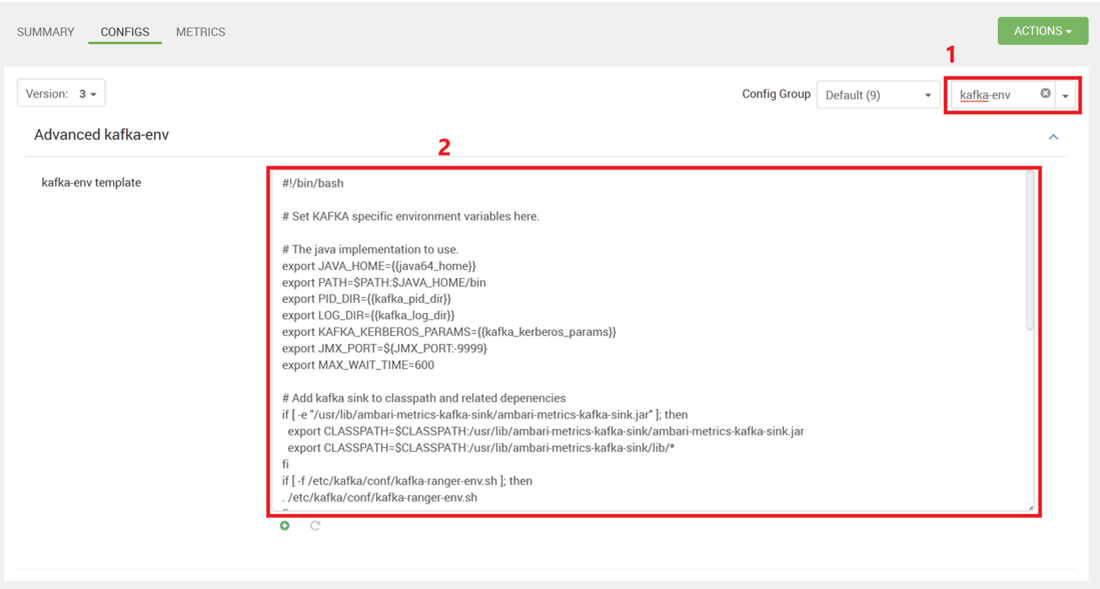 SUMMARY CONFIGS METRICS ACTIONS
1
Version: 3 Config Group Default (9) kafka-env
Advanced kafka-env
2
kafka-env template
#!/bin/bash
# Set KAFKA specific environment variables here.
# The java implementation to use.
export JAVA_HOME={{java64_home}}
export PATH=$PATH:$JAVA_HOME/bin
export PID_DIR={{kafka_pid_dir}}
export LOG_DIR={{kafka_log_dir}}
export KAFKA_KERBEROS_PARAMS={{kafka_kerberos_params}}
export JMX_PORT=${JMX_PORT:-9999}
export MAX_WAIT_TIME=600
# Add kafka sink to classpath and related depenencies
if [ -e "/usr/lib/ambari-metrics-kafka-sink/ambari-metrics-kafka-sink.jar" ]; then
export CLASSPATH=$CLASSPATH:/usr/lib/ambari-metrics-kafka-sink/ambari-metrics-kafka-sink.jar
export CLASSPATH=$CLASSPATH:/usr/lib/ambari-metrics-kafka-sink/lib/*
fi
if [ -f /etc/kafka/conf/kafka-ranger-env.sh ]; then
. /etc/kafka/conf/kafka-ranger-env.sh